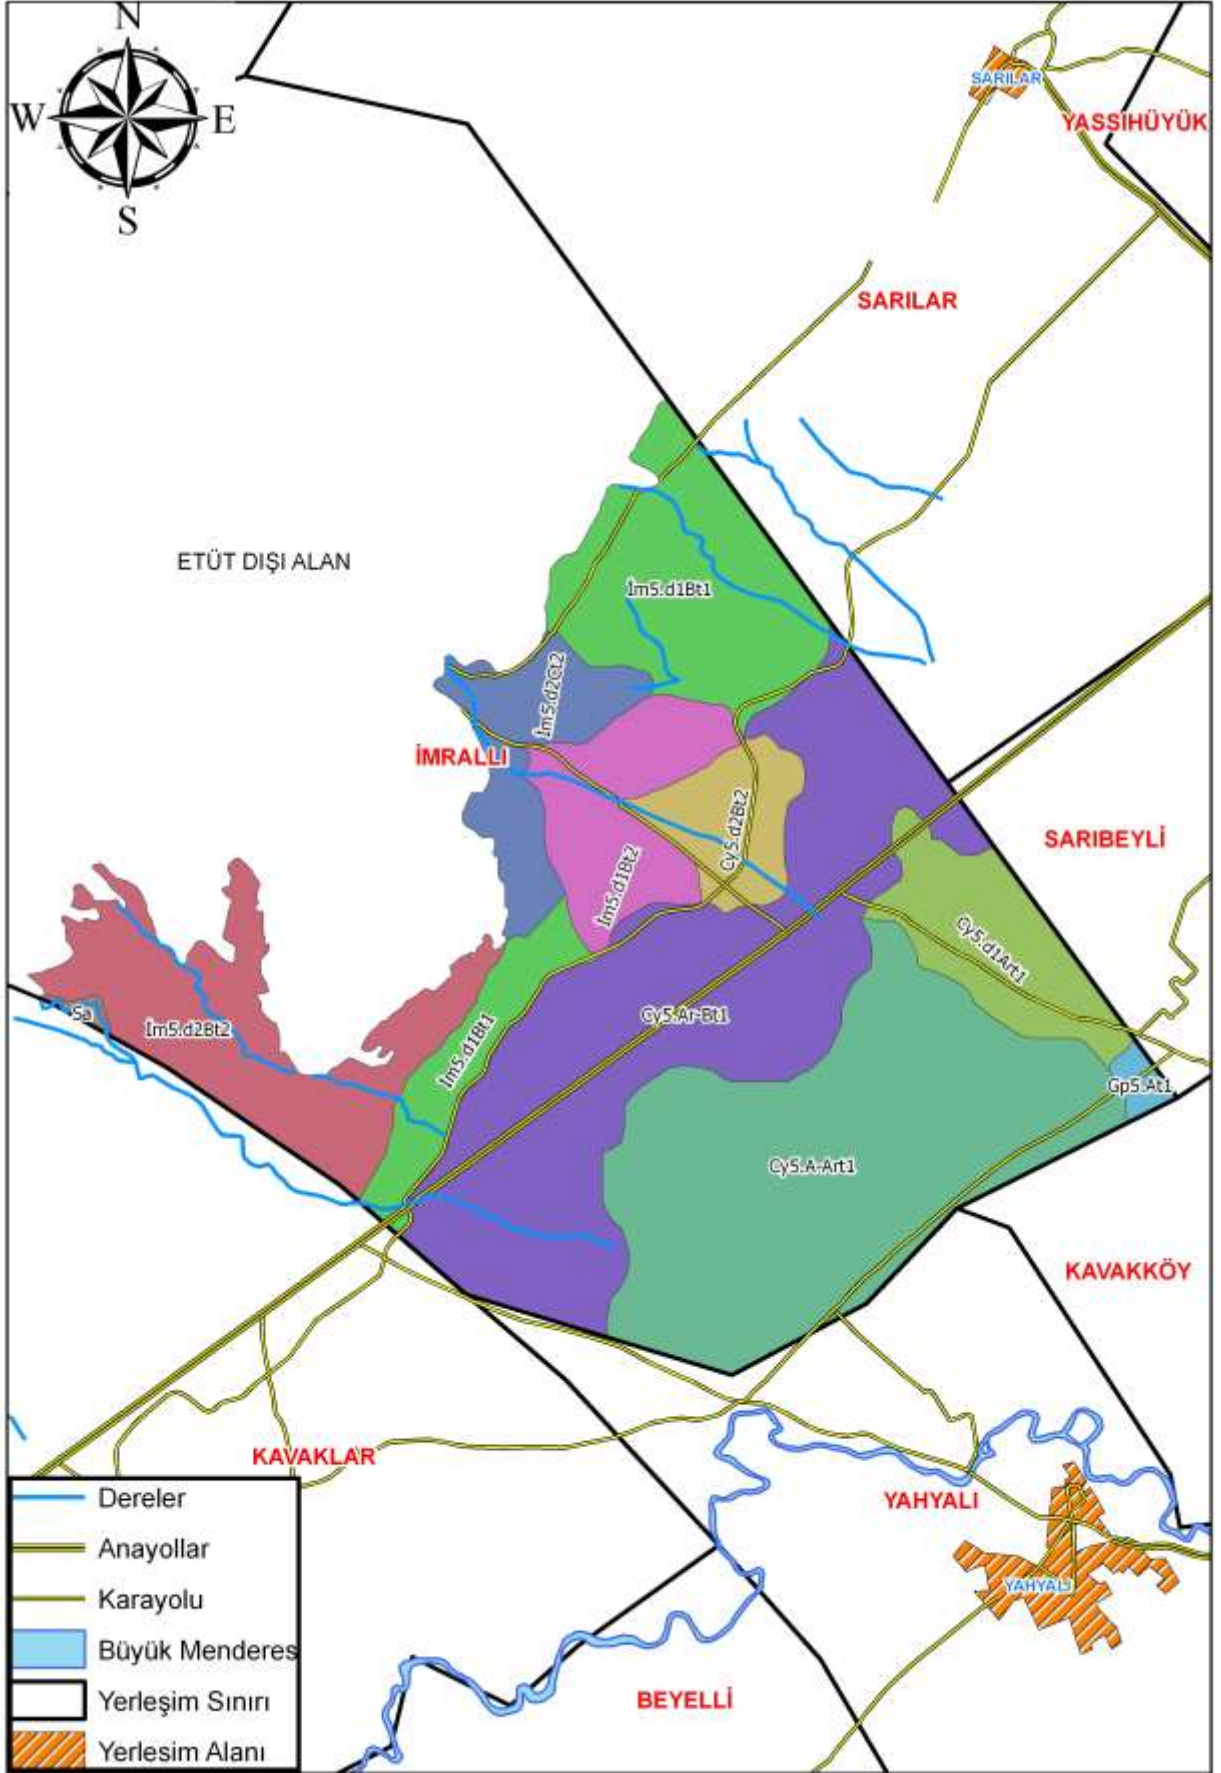 N
W
E
S
SARILAR
YASSIHÜYÜK
SARILAR
ETÜT DIŞI ALAN
İm5.d1Bt1
İm5.d2Ct2
İMRALLI
Cy5.d2Bt2
SARIBEYLİ
İm5.d1Bt2
Cy5.d1Art1
Sa
İm5.d2Bt2
Cy5.Ar-Bt1
İm5.d1Bt1
Gp5.At1
Cy5.A-Art1
KAVAKKÖY
KAVAKLAR
YAHYALI
YAHYALI
BEYELLİ
Dereler
Anayollar
Karayolu
Büyük Menderes
Yerleşim Sınırı
Yerlesim Alanı